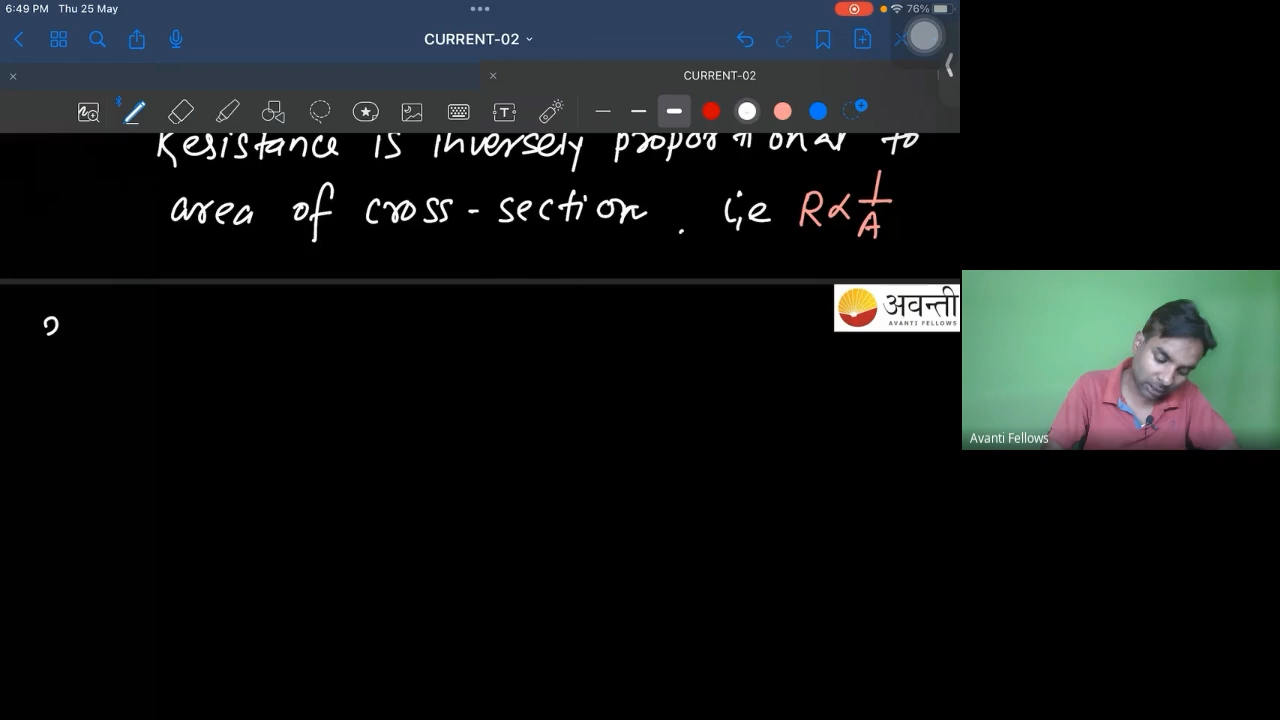 6:49 PM Thu 25 May
76%
CURRENT-02
CURRENT-02
Resistance is inversely proportional to
area of cross-section. i,e R∝1/A
अवन्ती
AVANTI FELLOWS
Avanti Fellows